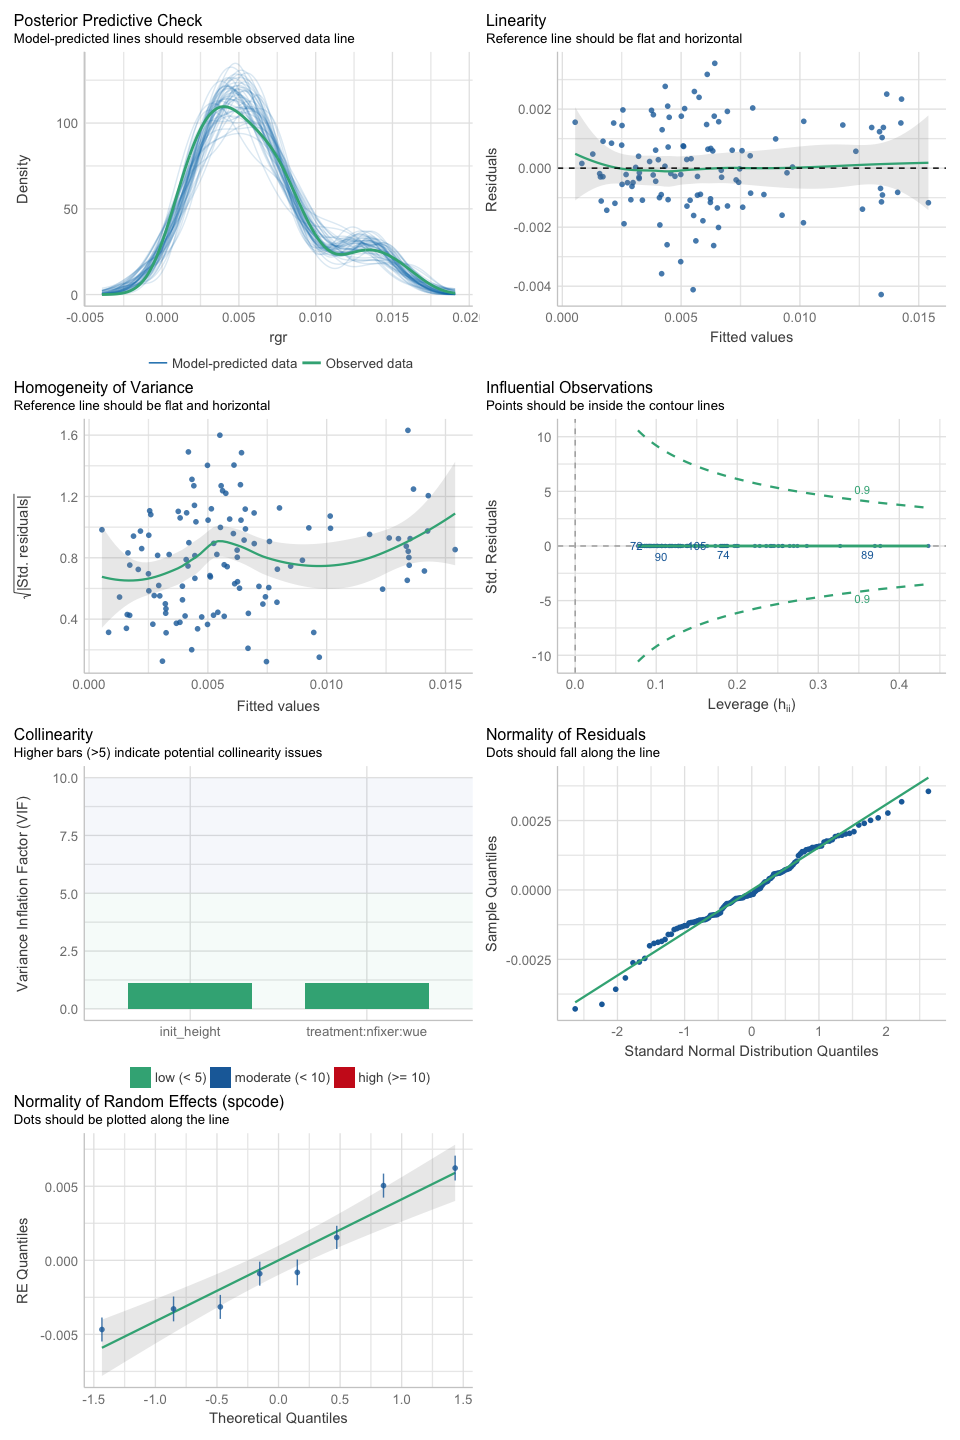 Posterior Predictive Check
Model-predicted lines should resemble observed data line
Density
100
50
0
-0.005 0.000 0.005 0.010 0.015
rgr
Model-predicted data Observed data
Linearity
Reference line should be flat and horizontal
Residuals
0.002
0.000
-0.002
-0.004
0.000 0.005 0.010 0.015
Fitted values
Homogeneity of Variance
Reference line should be flat and horizontal
√|Std. residuals|
1.6
1.2
0.8
0.4
0.000 0.005 0.010 0.015
Fitted values
Influential Observations
Points should be inside the contour lines
Std. Residuals
10
5
0
-5
-10
0.9
105
90
74
89
0.9
0.0 0.1 0.2 0.3 0.4
Leverage (hii)
Collinearity
Higher bars (>5) indicate potential collinearity issues
Variance Inflation Factor (VIF)
10.0
7.5
5.0
2.5
0.0
init_height treatment:nfixer:wue
low (< 5) moderate (< 10) high (>= 10)
Normality of Residuals
Dots should fall along the line
Sample Quantiles
0.0025
0.0000
-0.0025
-2 -1 0 1 2
Standard Normal Distribution Quantiles
Normality of Random Effects (spcode)
Dots should be plotted along the line
RE Quantiles
0.005
0.000
-0.005
-1.5 -1.0 -0.5 0.0 0.5 1.0 1.5
Theoretical Quantiles